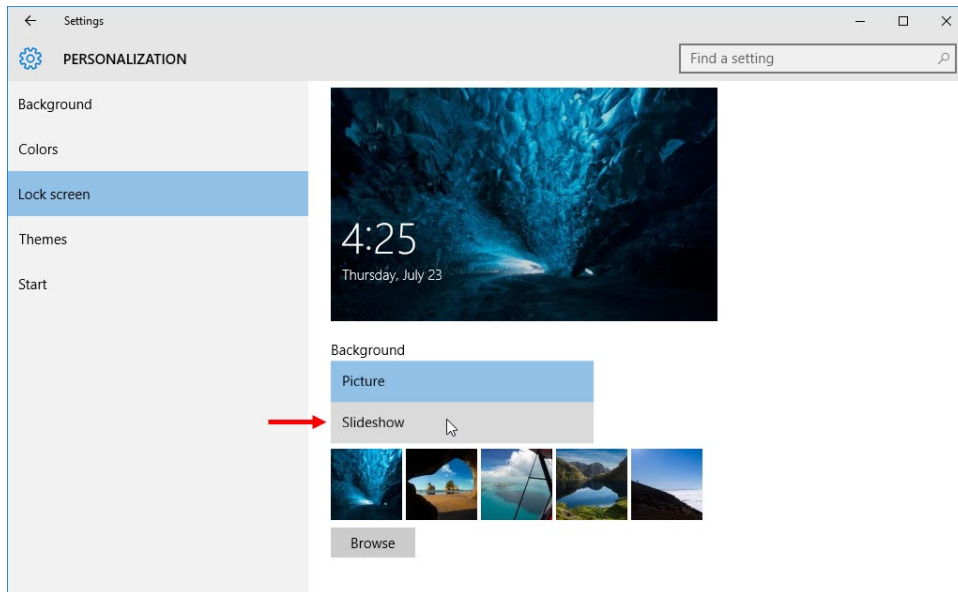 Settings
PERSONALIZATION
Find a setting
Background
Colors
Lock screen
Themes
Start
4:25
Thursday, July 23
Background
Picture
Slideshow
Browse